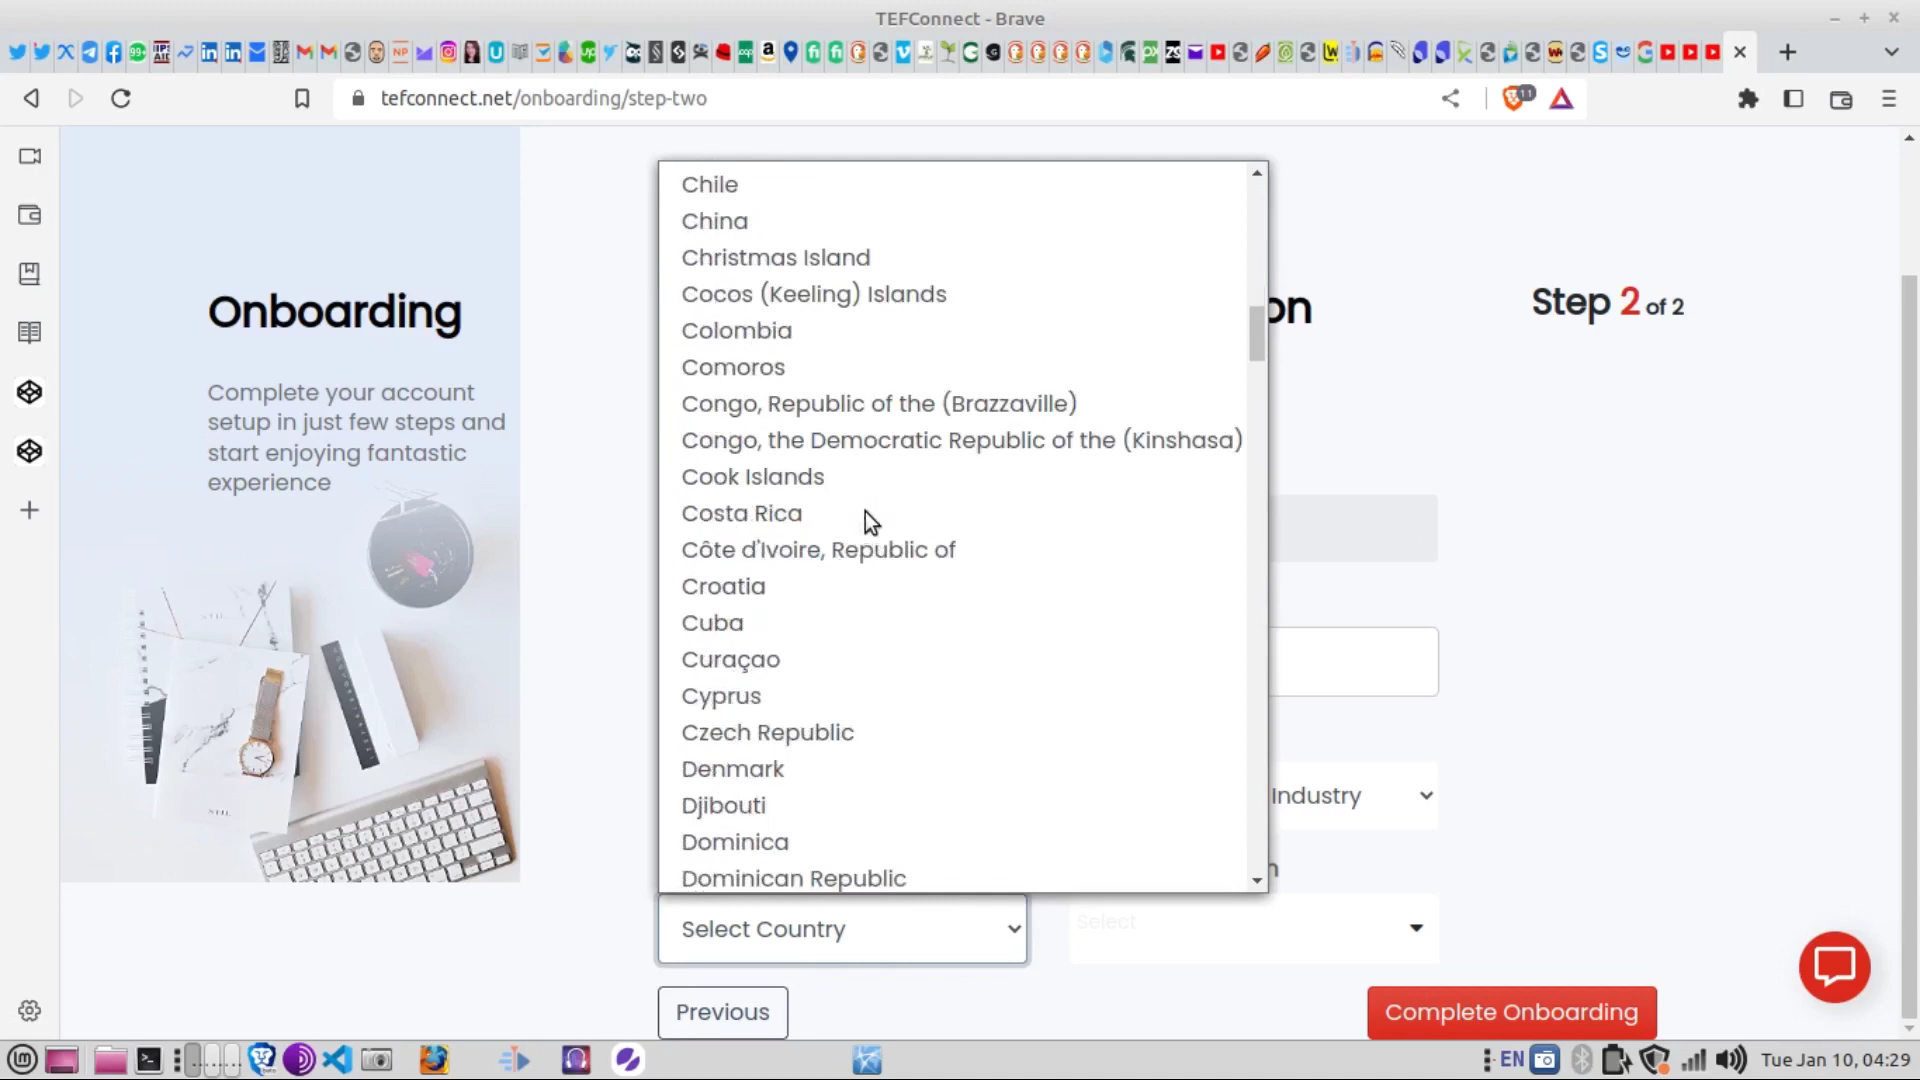 TEFConnect - Brave
tefconnect.net/onboarding/step-two
11
Onboarding
Complete your account
setup in just few steps and
start enjoying fantastic
experience
on
Step 2 of 2
Chile
China
Christmas Island
Cocos (Keeling) Islands
Colombia
Comoros
Congo, Republic of the (Brazzaville)
Congo, the Democratic Republic of the (Kinshasa)
Cook Islands
Costa Rica
Côte d'Ivoire, Republic of
Croatia
Cuba
Curaçao
Cyprus
Czech Republic
Denmark
Djibouti
Dominica
Dominican Republic
Industry
n
Select Country
Select
Previous
Complete Onboarding
EN
Tue Jan 10, 04:29